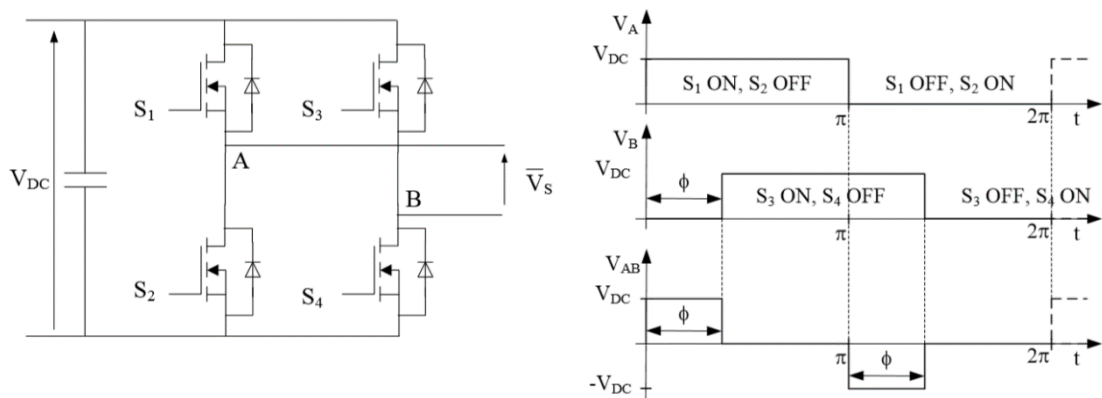 S₁
S₃
A
V_DC
V̅_S
B
S₂
S₄
V_A
V_DC
S₁ ON, S₂ OFF
S₁ OFF, S₂ ON
π
2π
t
V_B
V_DC
ϕ
S₃ ON, S₄ OFF
S₃ OFF, S₄ ON
π
2π
t
V_AB
V_DC
ϕ
π
ϕ
2π
t
-V_DC